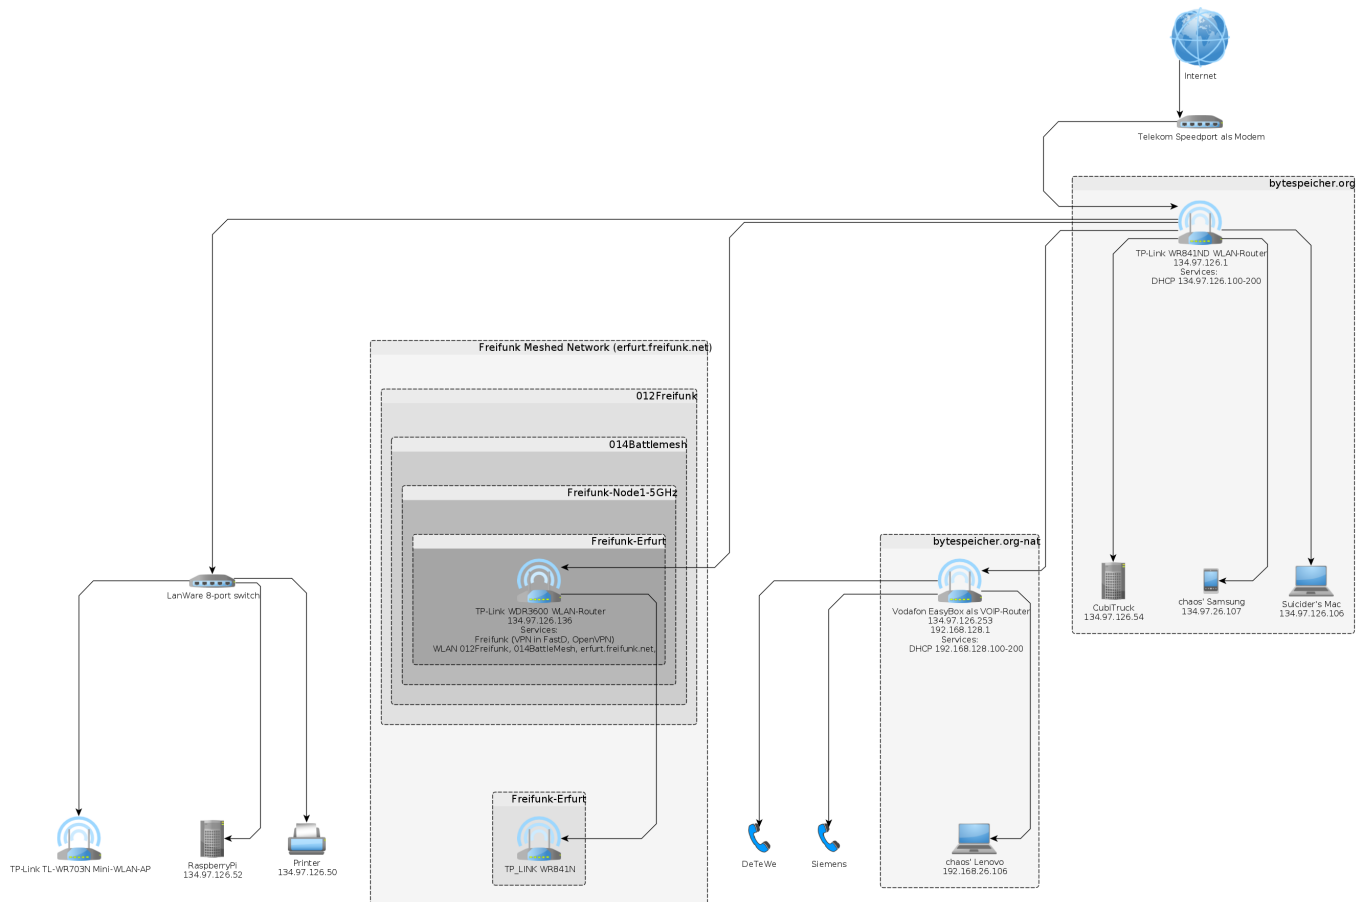 Internet
Telekom Speedport als Modem
bytespeicher.org
TP-Link WR841ND WLAN-Router
134.97.126.1
Services:
DHCP 134.97.126.100-200
CubiTruck
134.97.126.54
chaos' Samsung
134.97.26.107
Suicider's Mac
134.97.126.106
Freifunk Meshed Network (erfurt.freifunk.net)
012Freifunk
014Battlemesh
Freifunk-Node1-5GHz
Freifunk-Erfurt
TP-Link WDR3600 WLAN-Router
134.97.126.136
Services:
Freifunk (VPN in FastD, OpenVPN)
WLAN 012Freifunk, 014BattleMesh, erfurt.freifunk.net,
Freifunk-Erfurt
TP_LINK WR841N
bytespeicher.org-nat
Vodafon EasyBox als VOIP-Router
134.97.126.253
192.168.128.1
Services:
DHCP 192.168.128.100-200
DeTeWe
Siemens
chaos' Lenovo
192.168.26.106
LanWare 8-port switch
TP-Link TL-WR703N Mini-WLAN-AP
RaspberryPi
134.97.126.52
Printer
134.97.126.50